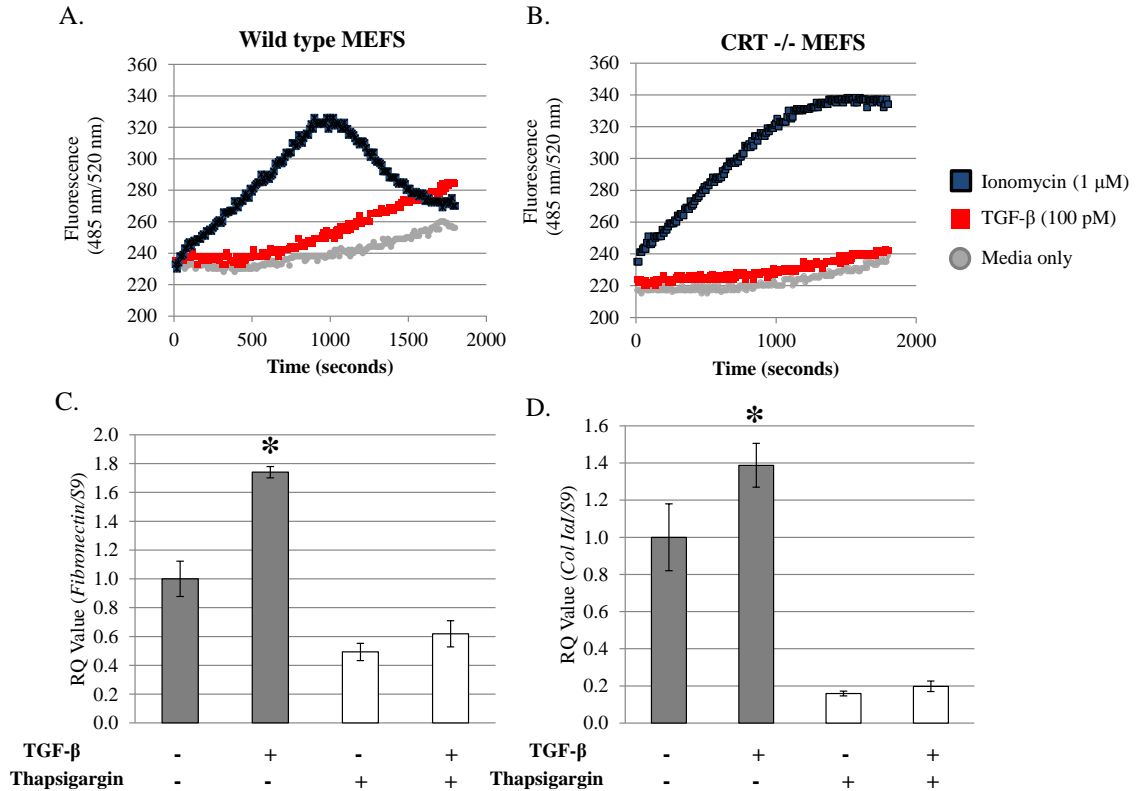 A.
Wild type MEFS
360
340
320
300
280
260
240
220
200
Fluorescence
(485 nm/520 nm)
0 500 1000 1500 2000
Time (seconds)
B.
CRT -/- MEFS
360
340
320
300
280
260
240
220
200
Fluorescence
(485 nm/520 nm)
0 1000 2000
Time (seconds)
Ionomycin (1 μM)
TGF-β (100 pM)
Media only
C.
2.0
1.8
1.6
1.4
1.2
1.0
0.8
0.6
0.4
0.2
0.0
RQ Value (Fibronectin/S9)
*
TGF-β - + - +
Thapsigargin - - + +
D.
1.6
1.4
1.2
1.0
0.8
0.6
0.4
0.2
0.0
RQ Value (Col IαI/S9)
*
TGF-β - + - +
Thapsigargin - - + +